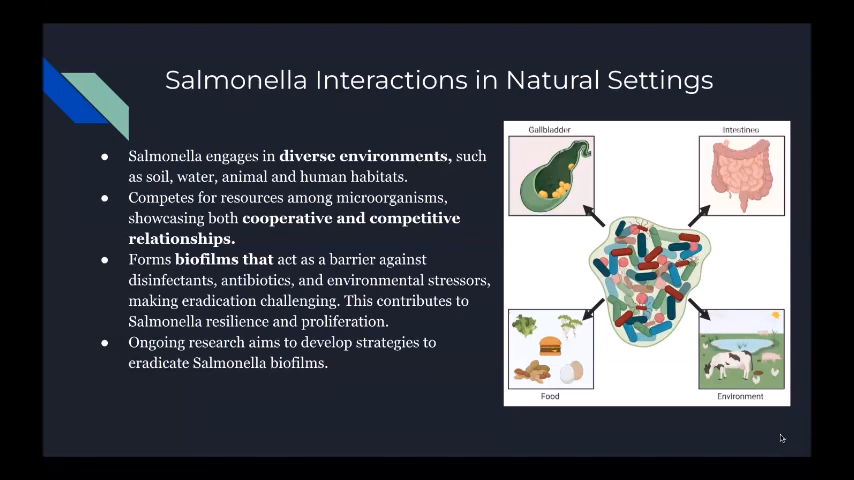 Salmonella Interactions in Natural Settings
● Salmonella engages in diverse environments, such
as soil, water, animal and human habitats.
● Competes for resources among microorganisms,
showcasing both cooperative and competitive
relationships.
● Forms biofilms that act as a barrier against
disinfectants, antibiotics, and environmental stressors,
making eradication challenging. This contributes to
Salmonella resilience and proliferation.
● Ongoing research aims to develop strategies to
eradicate Salmonella biofilms.
Gallbladder
Intestines
Food
Environment